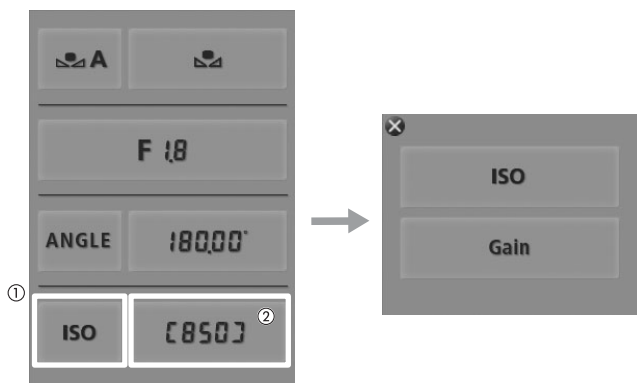 A
F 1.8
ANGLE 180.00°
① ISO [850] ②
ISO
Gain